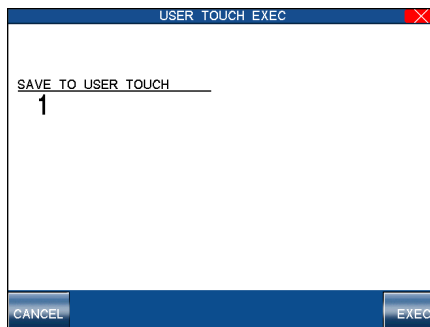 USER TOUCH EXEC
SAVE TO USER TOUCH
1
CANCEL
EXEC